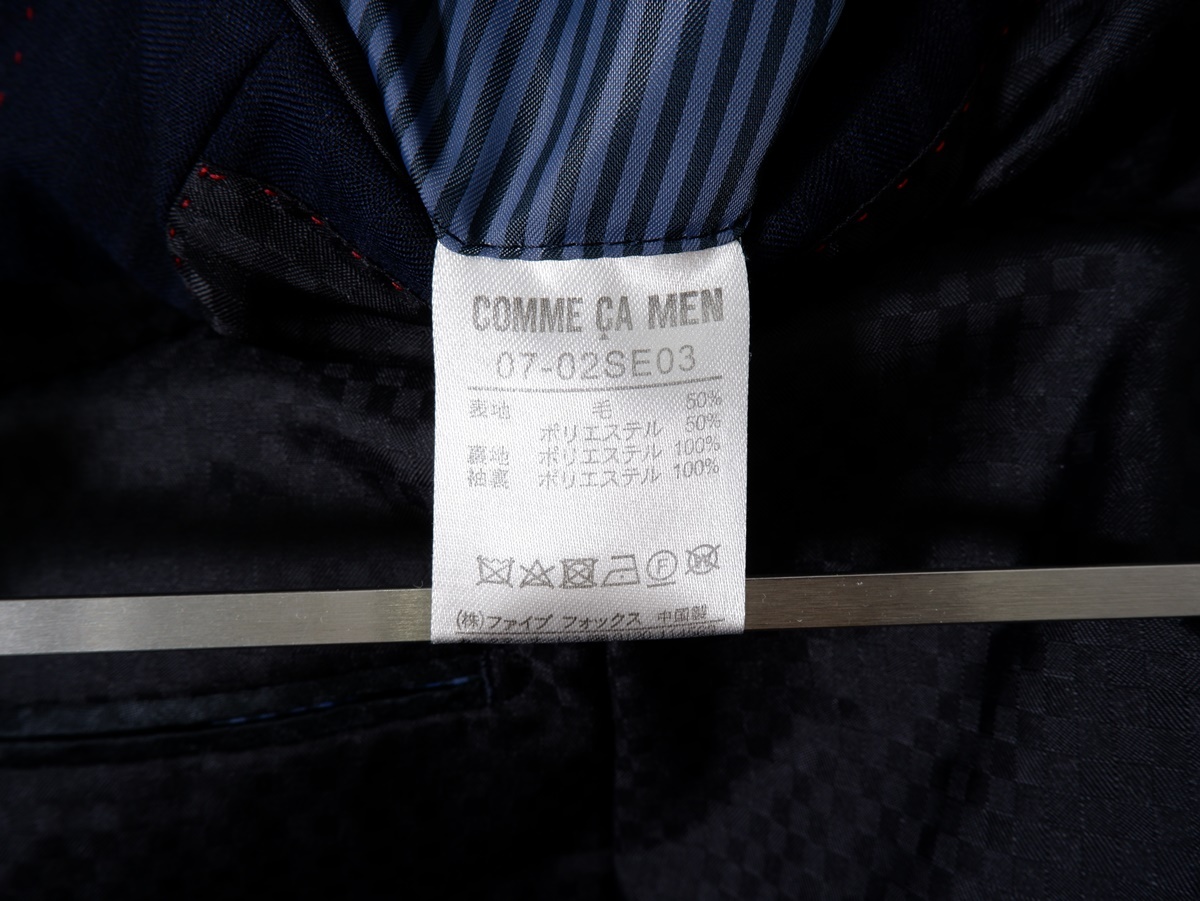 COMME ÇA MEN
07-02SE03
表地 毛 50%
ポリエステル 50%
裏地 ポリエステル 100%
袖裏 ポリエステル 100%
F
W
(株)ファイブ フォックス 中国製